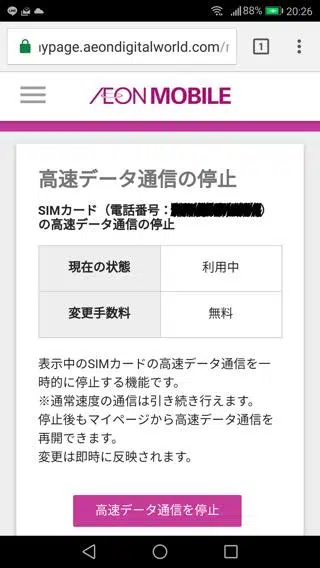 88% 20:26
ypage.aeondigitalworld.com/
1
ÆON MOBILE
高速データ通信の停止
SIMカード（電話番号：）
の高速データ通信の停止
現在の状態 利用中
変更手数料 無料
表示中のSIMカードの高速データ通信を一
時的に停止する機能です。
※通常速度の通信は引き続き行えます。
停止後もマイページから高速データ通信を
再開できます。
変更は即時に反映されます。
高速データ通信を停止